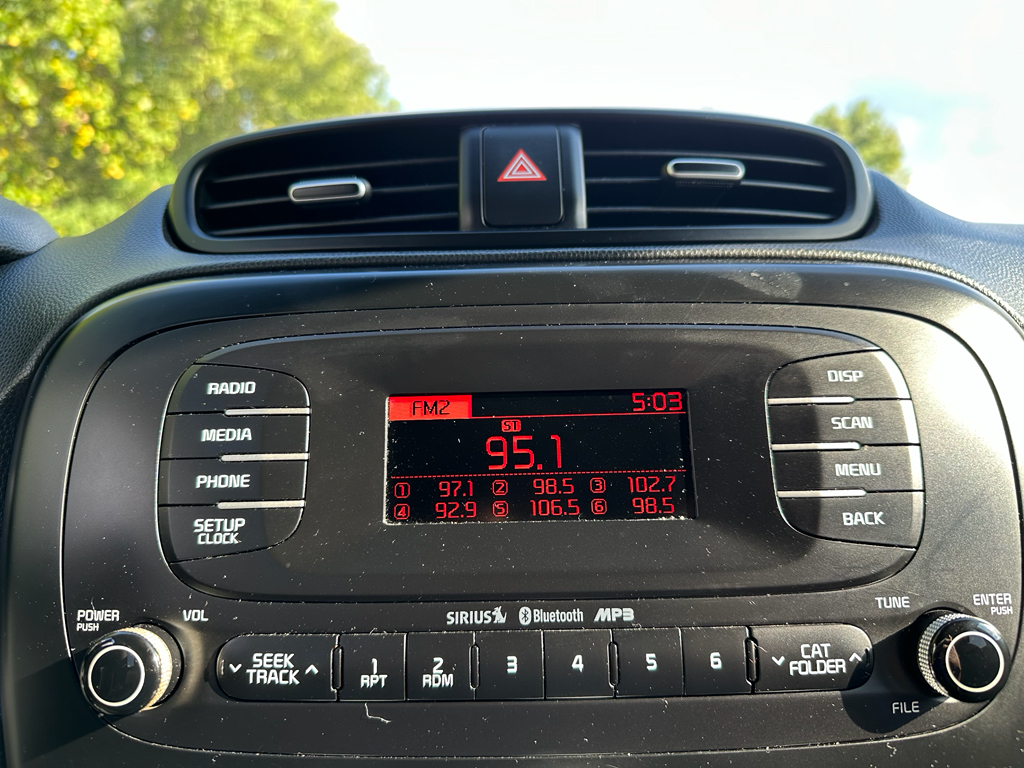 FM2 5:03
ST
95.1
1 97.1 2 98.5 3 102.7
4 92.9 5 106.5 6 98.5
RADIO
MEDIA
PHONE
SETUP
CLOCK
DISP
SCAN
MENU
BACK
POWER
PUSH
VOL
SIRIUS Bluetooth MP3
TUNE
ENTER
PUSH
SEEK
TRACK
1
RPT
2
RDM
3
4
5
6
CAT
FOLDER
FILE